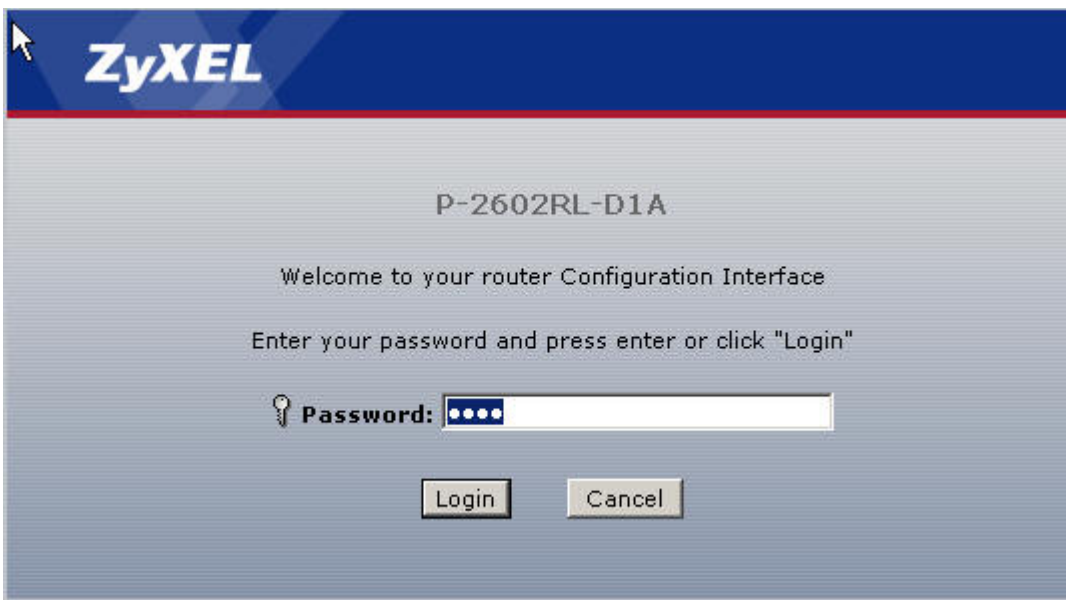 ZyXEL
P-2602RL-D1A
Welcome to your router Configuration Interface
Enter your password and press enter or click "Login"
Password: ••••
Login Cancel